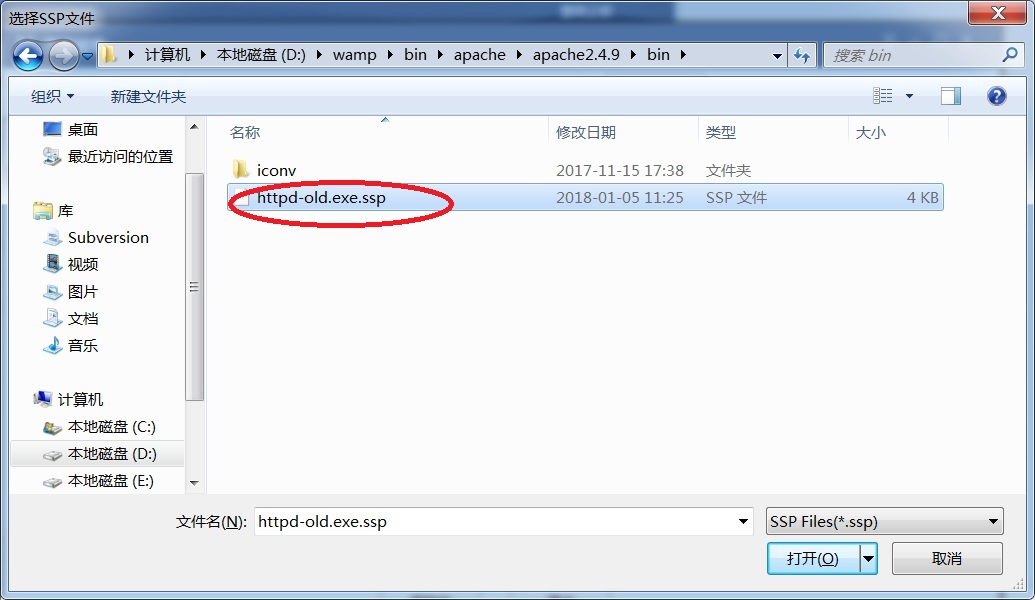 选择SSP文件
计算机 本地磁盘 (D:) wamp bin apache apache2.4.9 bin 搜索 bin
组织 新建文件夹
名称 修改日期 类型 大小
桌面
最近访问的位置
库
Subversion
视频
图片
文档
音乐
计算机
本地磁盘 (C:)
本地磁盘 (D:)
本地磁盘 (E:)
iconv 2017-11-15 17:38 文件夹
httpd-old.exe.ssp 2018-01-05 11:25 SSP 文件 4 KB
文件名(N): httpd-old.exe.ssp SSP Files(*.ssp)
打开(O) 取消